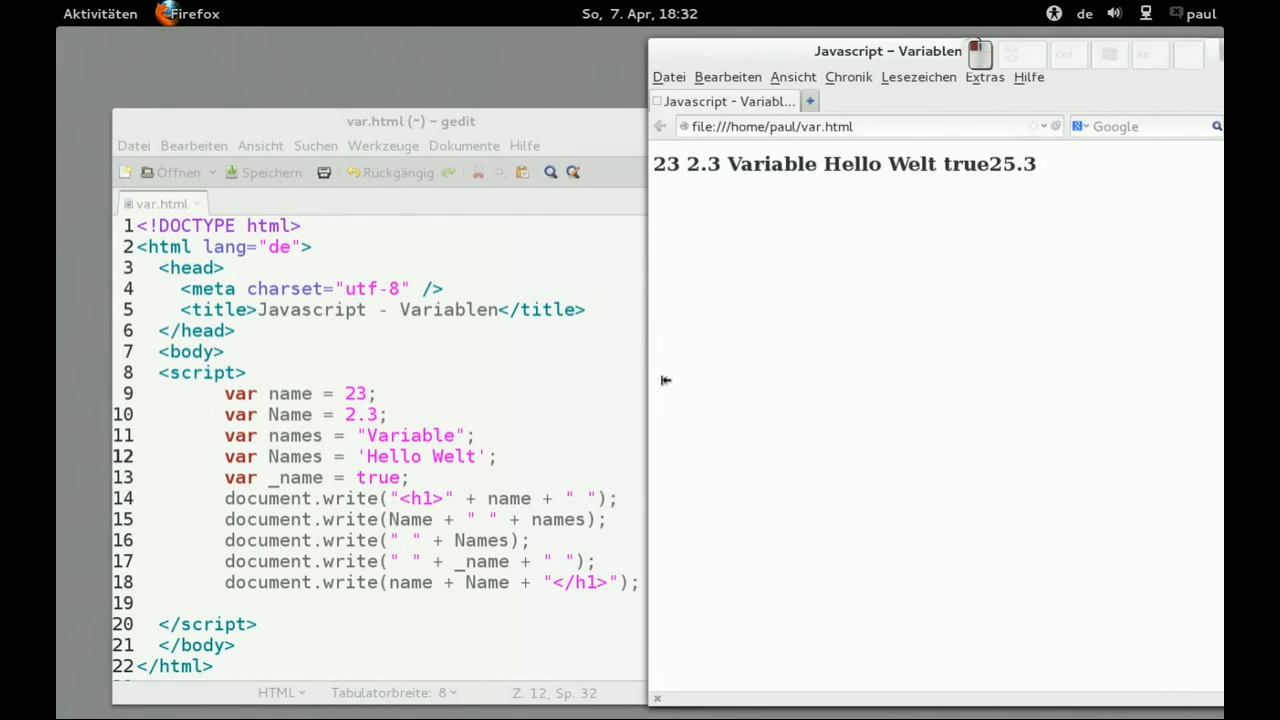 Aktivitäten Firefox So, 7. Apr, 18:32 de paul
var.html (~) – gedit
Datei Bearbeiten Ansicht Suchen Werkzeuge Dokumente Hilfe
Öffnen Speichern Rückgängig
var.html
1 <!DOCTYPE html>
2 <html lang="de">
3 <head>
4 <meta charset="utf-8" />
5 <title>Javascript - Variablen</title>
6 </head>
7 <body>
8 <script>
9 var name = 23;
10 var Name = 2.3;
11 var names = "Variable";
12 var Names = 'Hello Welt';
13 var _name = true;
14 document.write("<h1>" + name + " ");
15 document.write(Name + " " + names);
16 document.write(" " + Names);
17 document.write(" " + _name + " ");
18 document.write(name + Name + "</h1>");
19
20 </script>
21 </body>
22 </html>
HTML Tabulatorbreite: 8 Z. 12, Sp. 32
Javascript – Variablen
Ctrl
Datei Bearbeiten Ansicht Chronik Lesezeichen Extras Hilfe
Javascript - Variabl...
file:///home/paul/var.html Google
23 2.3 Variable Hello Welt true25.3